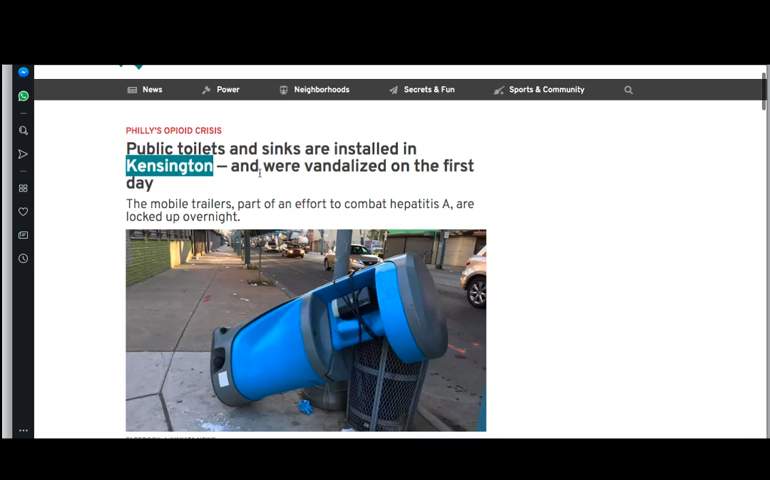 News
Power
Neighborhoods
Secrets & Fun
Sports & Community
PHILLY'S OPIOID CRISIS
Public toilets and sinks are installed in
Kensington – and were vandalized on the first
day
The mobile trailers, part of an effort to combat hepatitis A, are
locked up overnight.